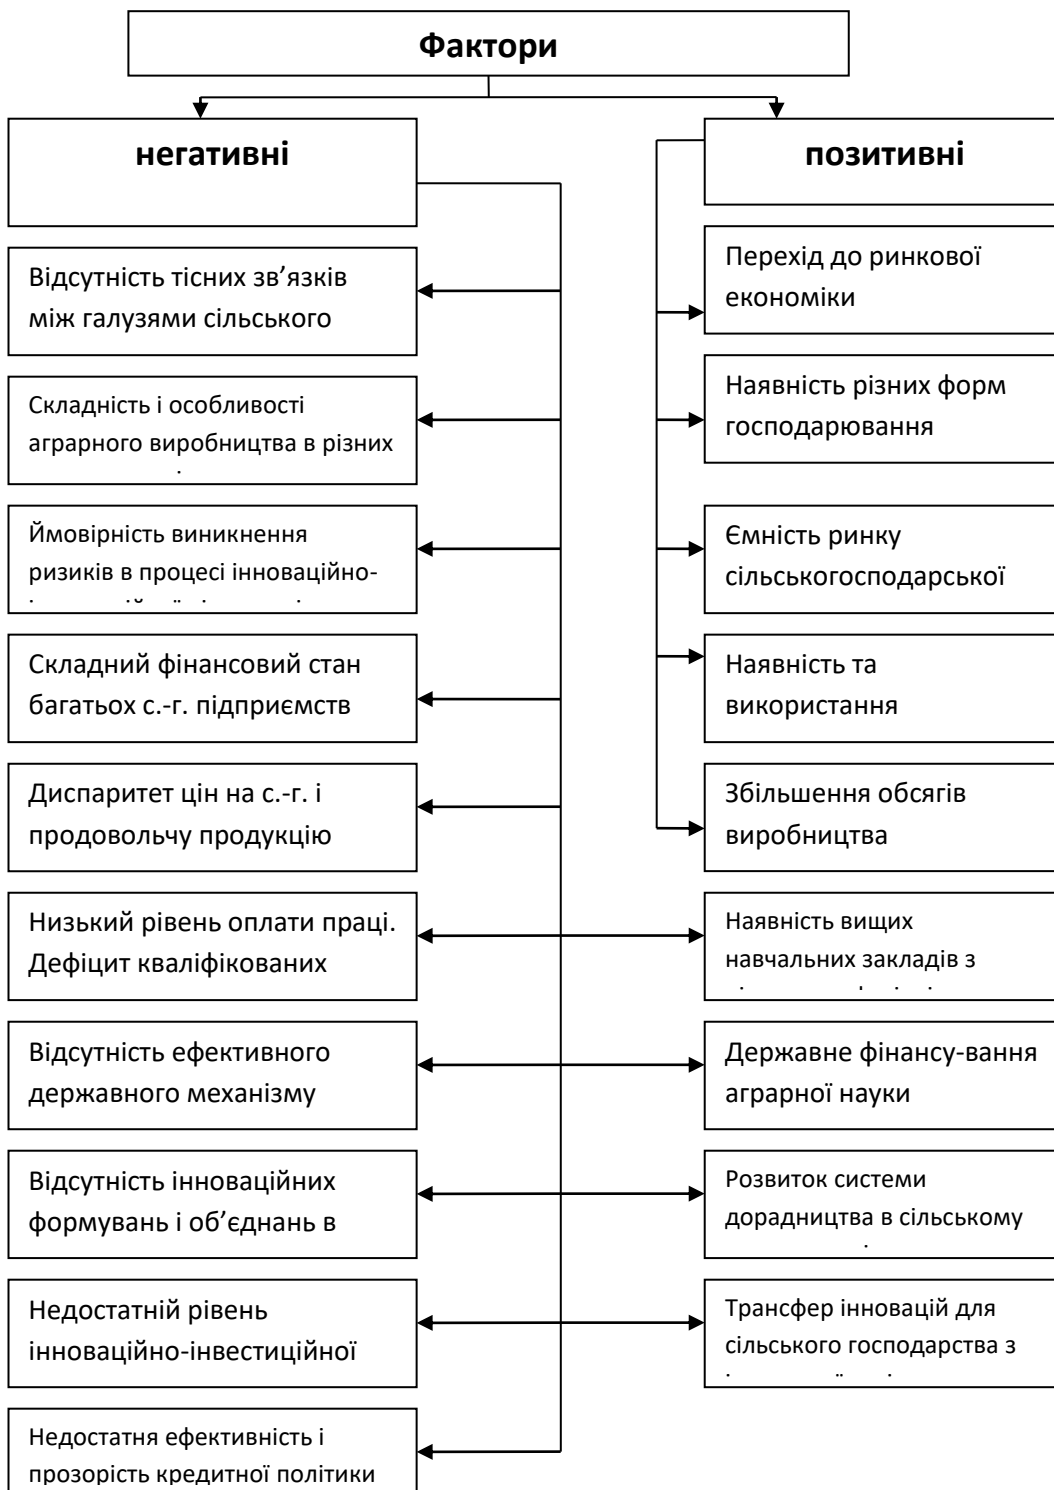 Фактори
негативні
Відсутність тісних зв’язків
між галузями сільського
Складність і особливості
аграрного виробництва в різних
Ймовірність виникнення
ризиків в процесі інноваційно-
Складний фінансовий стан
багатьох с.-г. підприємств
Диспаритет цін на с.-г. і
продовольчу продукцію
Низький рівень оплати праці.
Дефіцит кваліфікованих
Відсутність ефективного
державного механізму
Відсутність інноваційних
формувань і об’єднань в
Недостатній рівень
інноваційно-інвестиційної
Недостатня ефективність і
прозорість кредитної політики
позитивні
Перехід до ринкової
економіки
Наявність різних форм
господарювання
Ємність ринку
сільськогосподарської
Наявність та
використання
Збільшення обсягів
виробництва
Наявність вищих
навчальних закладів з
Державне фінансу-вання
аграрної науки
Розвиток системи
дорадництва в сільському
Трансфер інновацій для
сільського господарства з